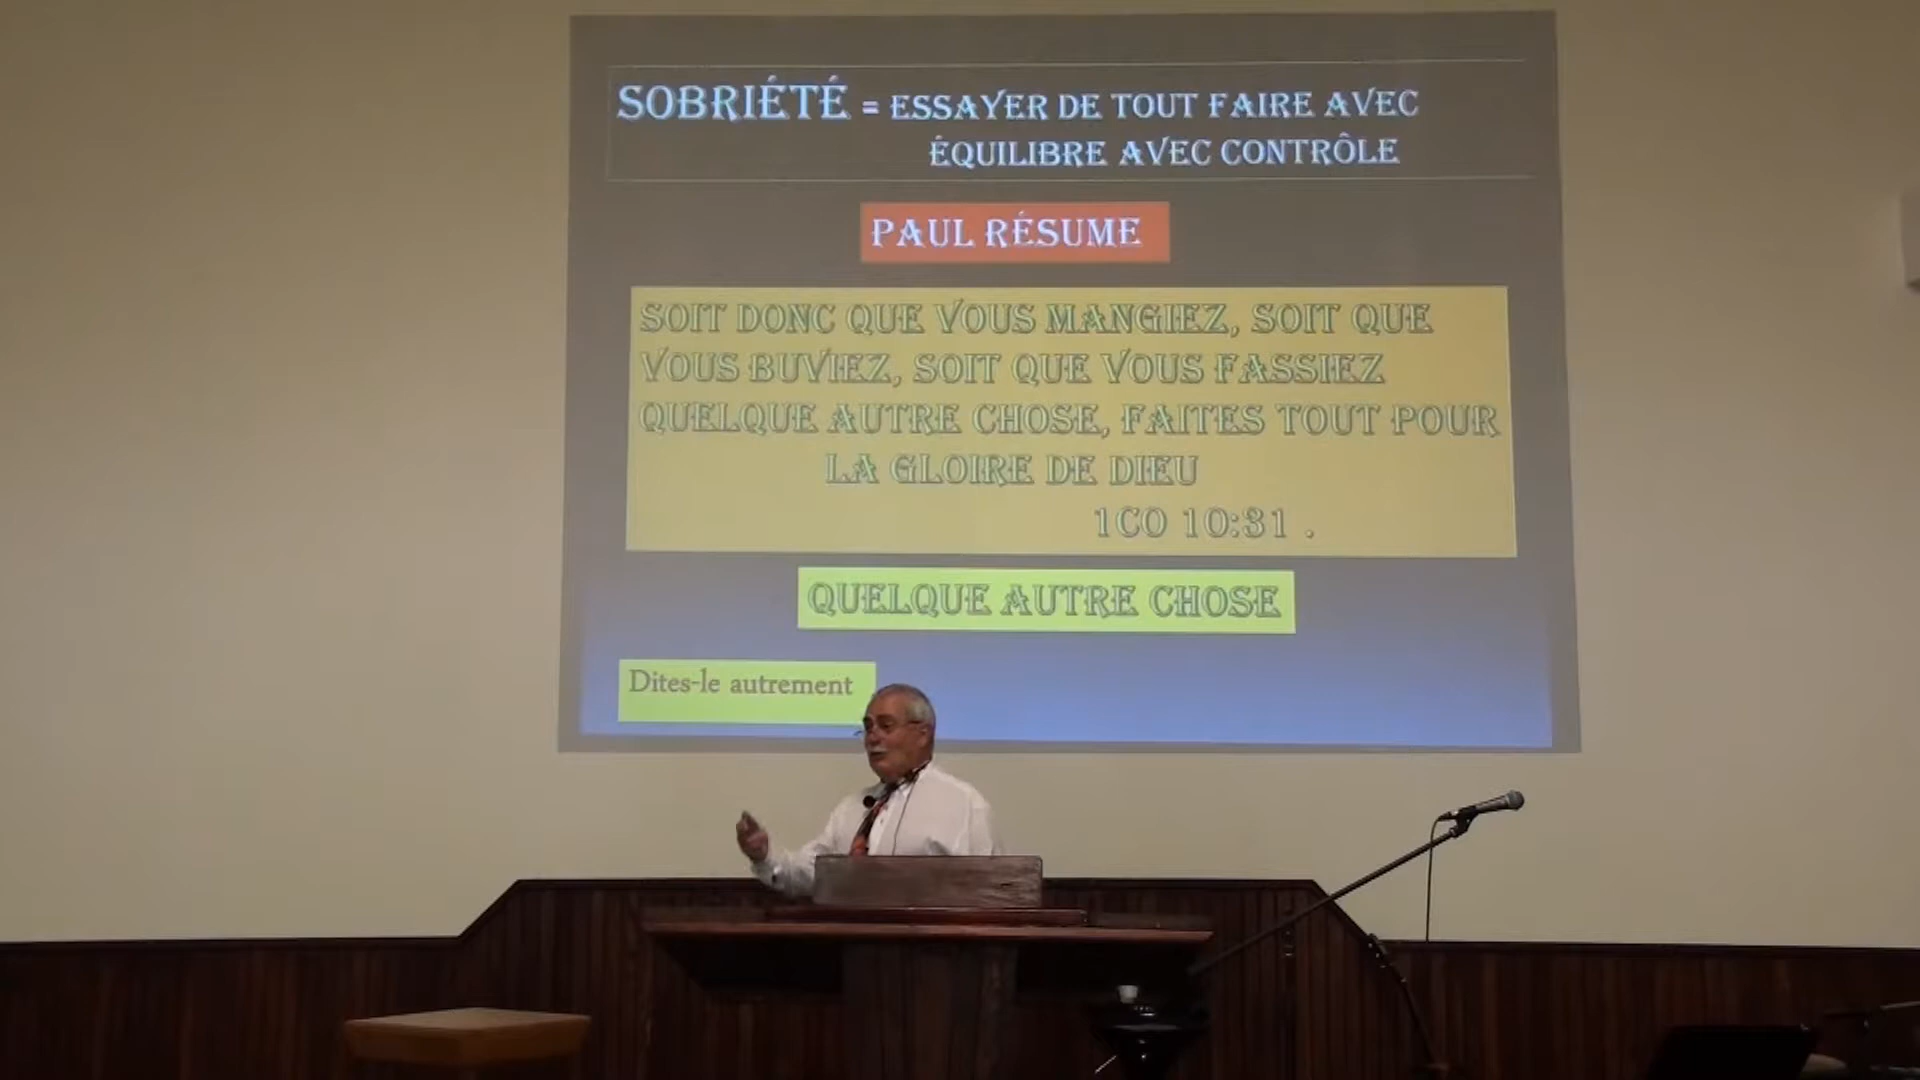 SOBRIÉTÉ = ESSAYER DE TOUT FAIRE AVEC
ÉQUILIBRE AVEC CONTRÔLE
PAUL RÉSUME
SOIT DONC QUE VOUS MANGIEZ, SOIT QUE
VOUS BUVIEZ, SOIT QUE VOUS FASSIEZ
QUELQUE AUTRE CHOSE, FAITES TOUT POUR
LA GLOIRE DE DIEU
1CO 10:31 .
QUELQUE AUTRE CHOSE
Dites-le autrement